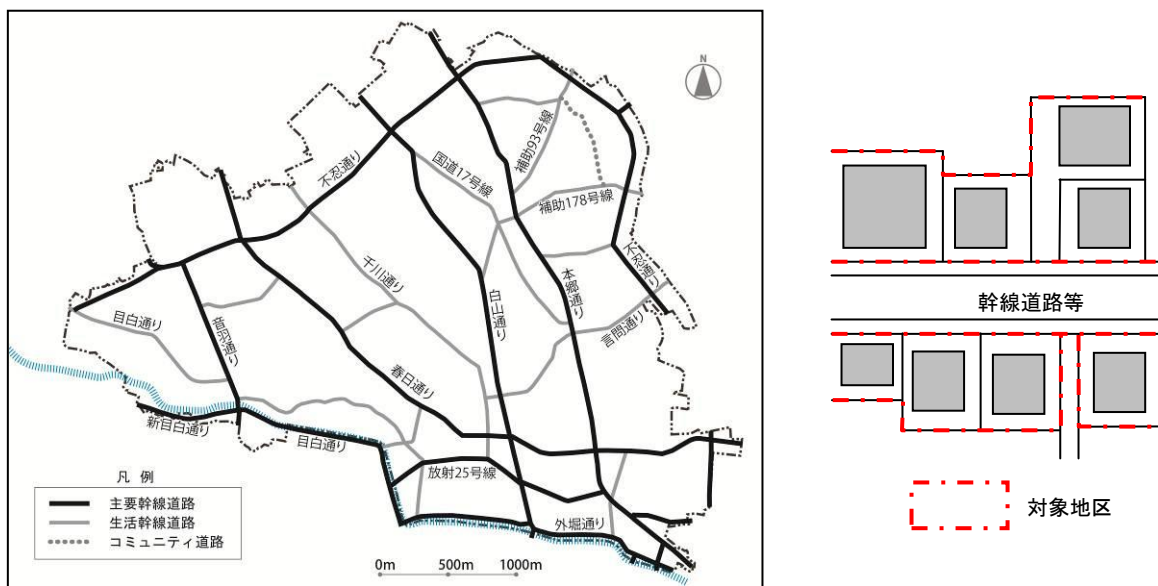 N
不忍通り
国道17号線
補助93号線
補助178号線
千川通り
白山通り
本郷通り
不忍通り
言問通り
目白通り
音羽通り
春日通り
新目白通り
目白通り
放射25号線
外堀通り
凡 例
主要幹線道路
生活幹線道路
コミュニティ道路
0m 500m 1000m
幹線道路等
対象地区